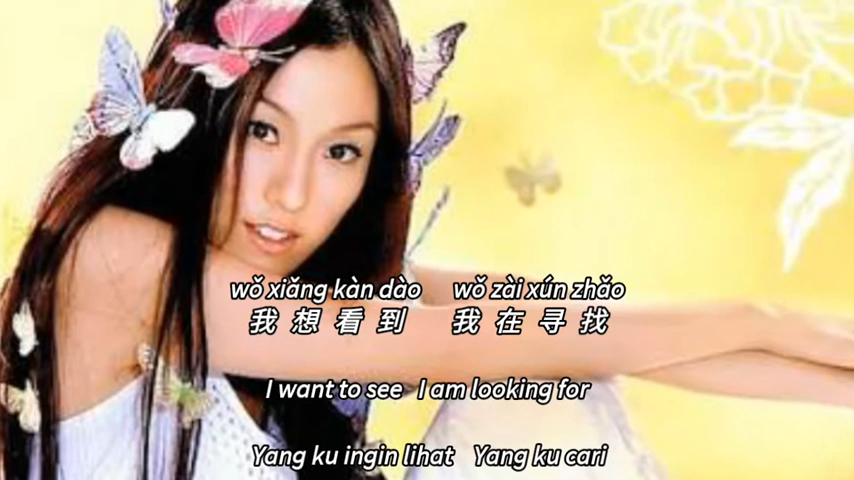 wǒ xiǎng kàn dào wǒ zài xún zhǎo
我 想 看 到 我 在 寻 找
I want to see I am looking for
Yang ku ingin lihat Yang ku cari